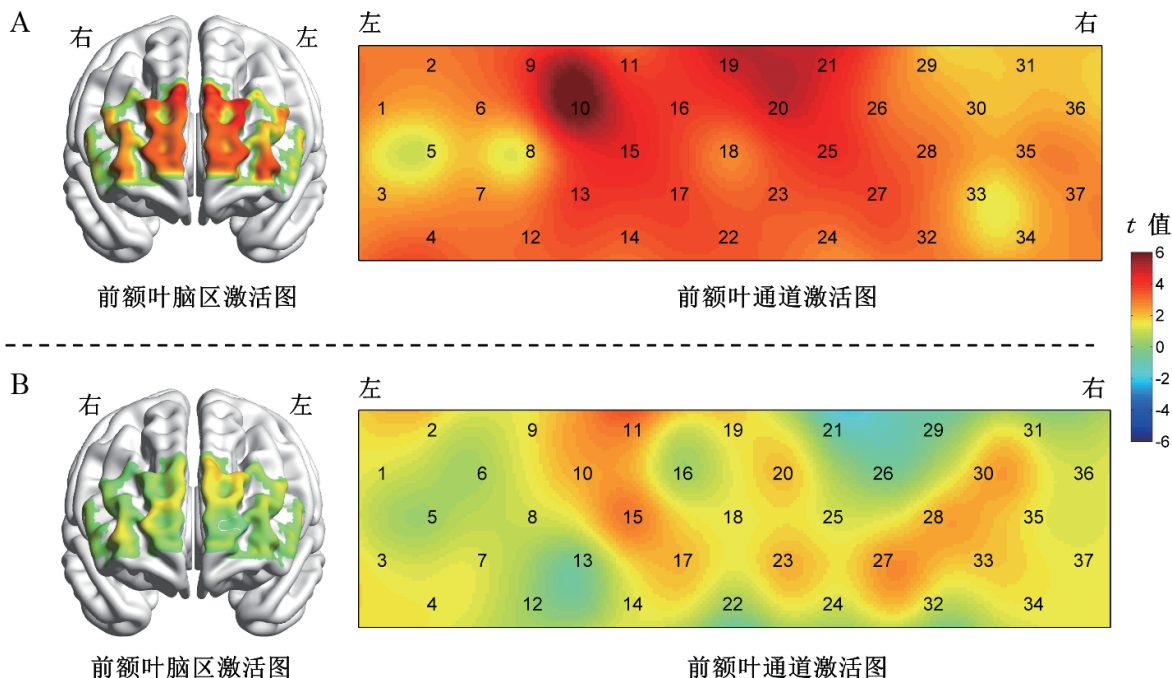 A
右
左
左
右
2 9 11 19 21 29 31
1 6 10 16 20 26 30 36
5 8 15 18 25 28 35
3 7 13 17 23 27 33 37
4 12 14 22 24 32 34
前额叶脑区激活图
前额叶通道激活图
t 值
6
4
2
0
-2
-4
-6
B
右
左
左
右
2 9 11 19 21 29 31
1 6 10 16 20 26 30 36
5 8 15 18 25 28 35
3 7 13 17 23 27 33 37
4 12 14 22 24 32 34
前额叶脑区激活图
前额叶通道激活图